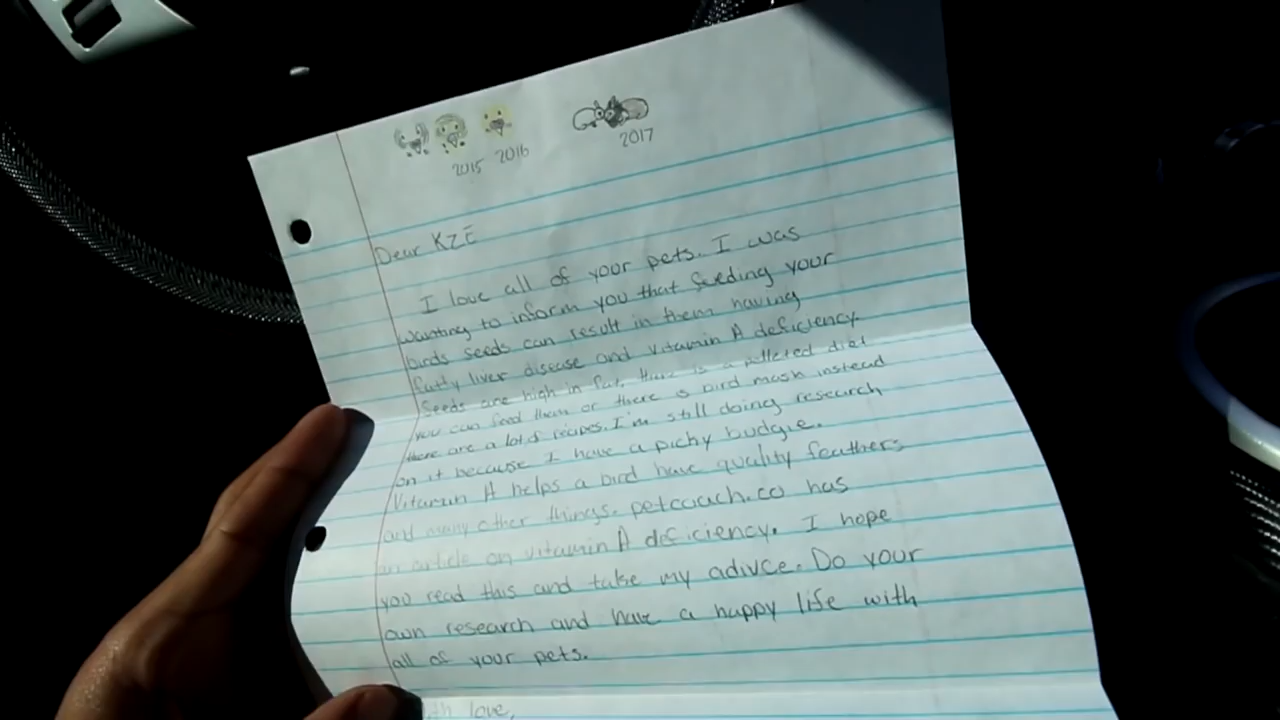 2015 2016
2017
Dear KZE
I love all of your pets. I was
wanting to inform you that feeding your
birds seeds can result in them having
fatty liver disease and vitamin A deficiency.
Seeds are high in fat, there is a pelleted diet
you can feed them or there is bird mash instead
there are a lot of recipes. I'm still doing research
on it because I have a pichy budgie.
Vitamin A helps a bird have quality feathers
and many other things. petcoach.co has
an article on vitamin A deficiency. I hope
you read this and take my adivce. Do your
own research and have a happy life with
all of your pets.
love,